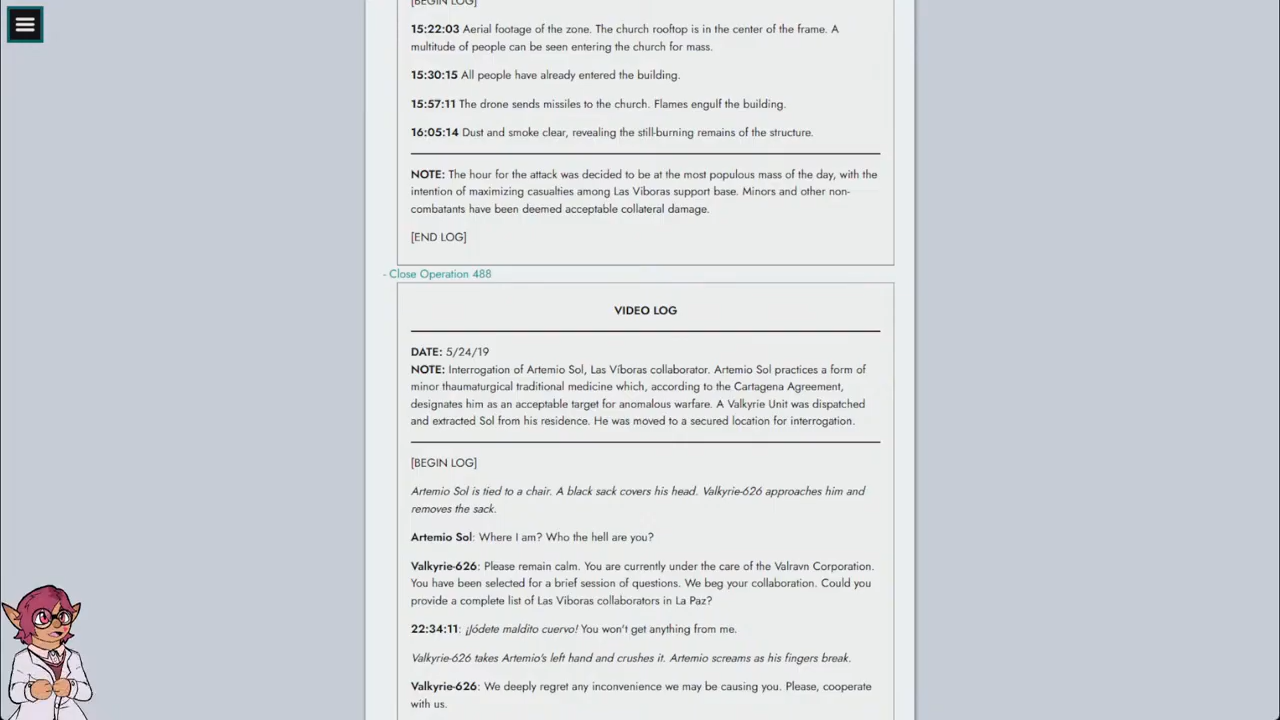 [BEGIN LOG]
15:22:03 Aerial footage of the zone. The church rooftop is in the center of the frame. A
multitude of people can be seen entering the church for mass.
15:30:15 All people have already entered the building.
15:57:11 The drone sends missiles to the church. Flames engulf the building.
16:05:14 Dust and smoke clear, revealing the still-burning remains of the structure.
NOTE: The hour for the attack was decided to be at the most populous mass of the day, with the
intention of maximizing casualties among Las Víboras support base. Minors and other non-
combatants have been deemed acceptable collateral damage.
[END LOG]
- Close Operation 488
VIDEO LOG
DATE: 5/24/19
NOTE: Interrogation of Artemio Sol, Las Víboras collaborator. Artemio Sol practices a form of
minor thaumaturgical traditional medicine which, according to the Cartagena Agreement,
designates him as an acceptable target for anomalous warfare. A Valkyrie Unit was dispatched
and extracted Sol from his residence. He was moved to a secured location for interrogation.
[BEGIN LOG]
Artemio Sol is tied to a chair. A black sack covers his head. Valkyrie-626 approaches him and
removes the sack.
Artemio Sol: Where I am? Who the hell are you?
Valkyrie-626: Please remain calm. You are currently under the care of the Valravn Corporation.
You have been selected for a brief session of questions. We beg your collaboration. Could you
provide a complete list of Las Víboras collaborators in La Paz?
22:34:11: ¡Jódete maldito cuervo! You won't get anything from me.
Valkyrie-626 takes Artemio's left hand and crushes it. Artemio screams as his fingers break.
Valkyrie-626: We deeply regret any inconvenience we may be causing you. Please, cooperate
with us.